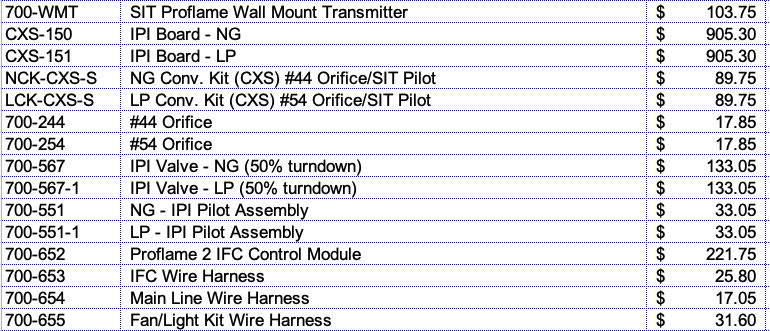 700-WMT SIT Proflame Wall Mount Transmitter $ 103.75
CXS-150 IPI Board - NG $ 905.30
CXS-151 IPI Board - LP $ 905.30
NCK-CXS-S NG Conv. Kit (CXS) #44 Orifice/SIT Pilot $ 89.75
LCK-CXS-S LP Conv. Kit (CXS) #54 Orifice/SIT Pilot $ 89.75
700-244 #44 Orifice $ 17.85
700-254 #54 Orifice $ 17.85
700-567 IPI Valve - NG (50% turndown) $ 133.05
700-567-1 IPI Valve - LP (50% turndown) $ 133.05
700-551 NG - IPI Pilot Assembly $ 33.05
700-551-1 LP - IPI Pilot Assembly $ 33.05
700-652 Proflame 2 IFC Control Module $ 221.75
700-653 IFC Wire Harness $ 25.80
700-654 Main Line Wire Harness $ 17.05
700-655 Fan/Light Kit Wire Harness $ 31.60